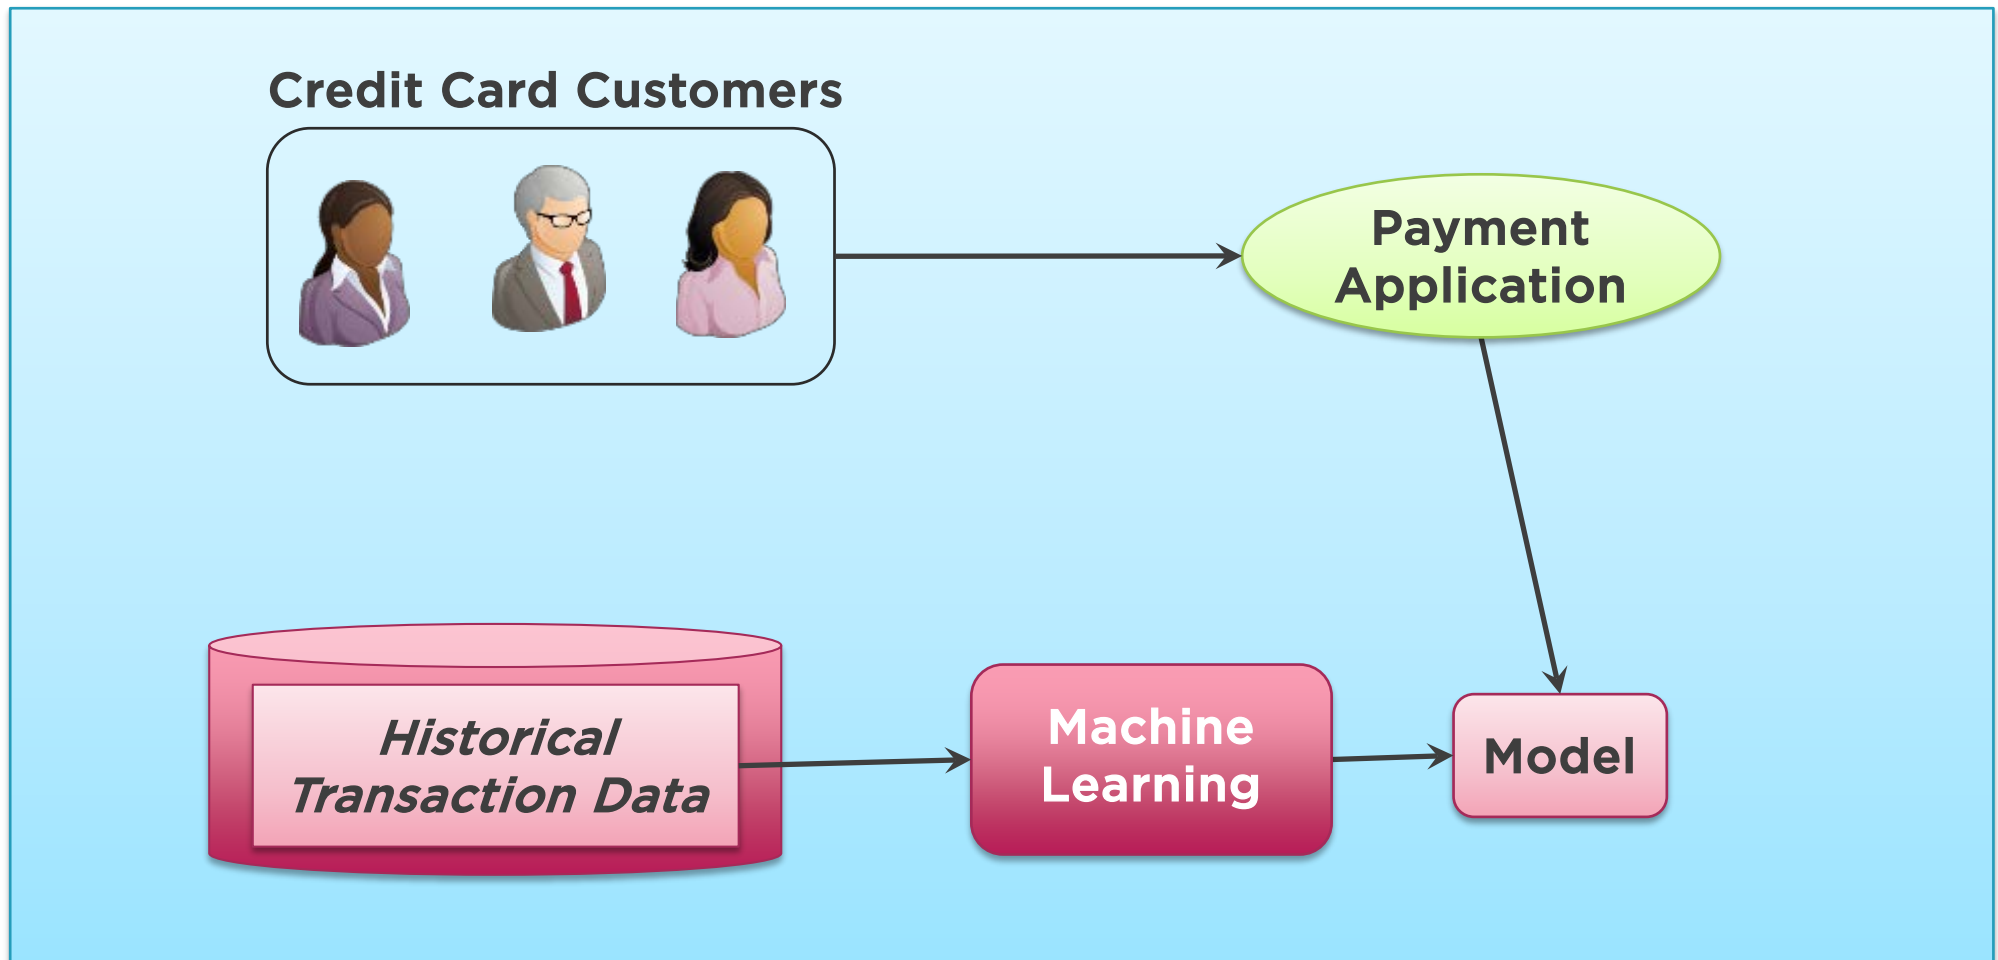 Credit Card Customers
Payment
Application
Historical
Transaction Data
Machine
Learning
Model